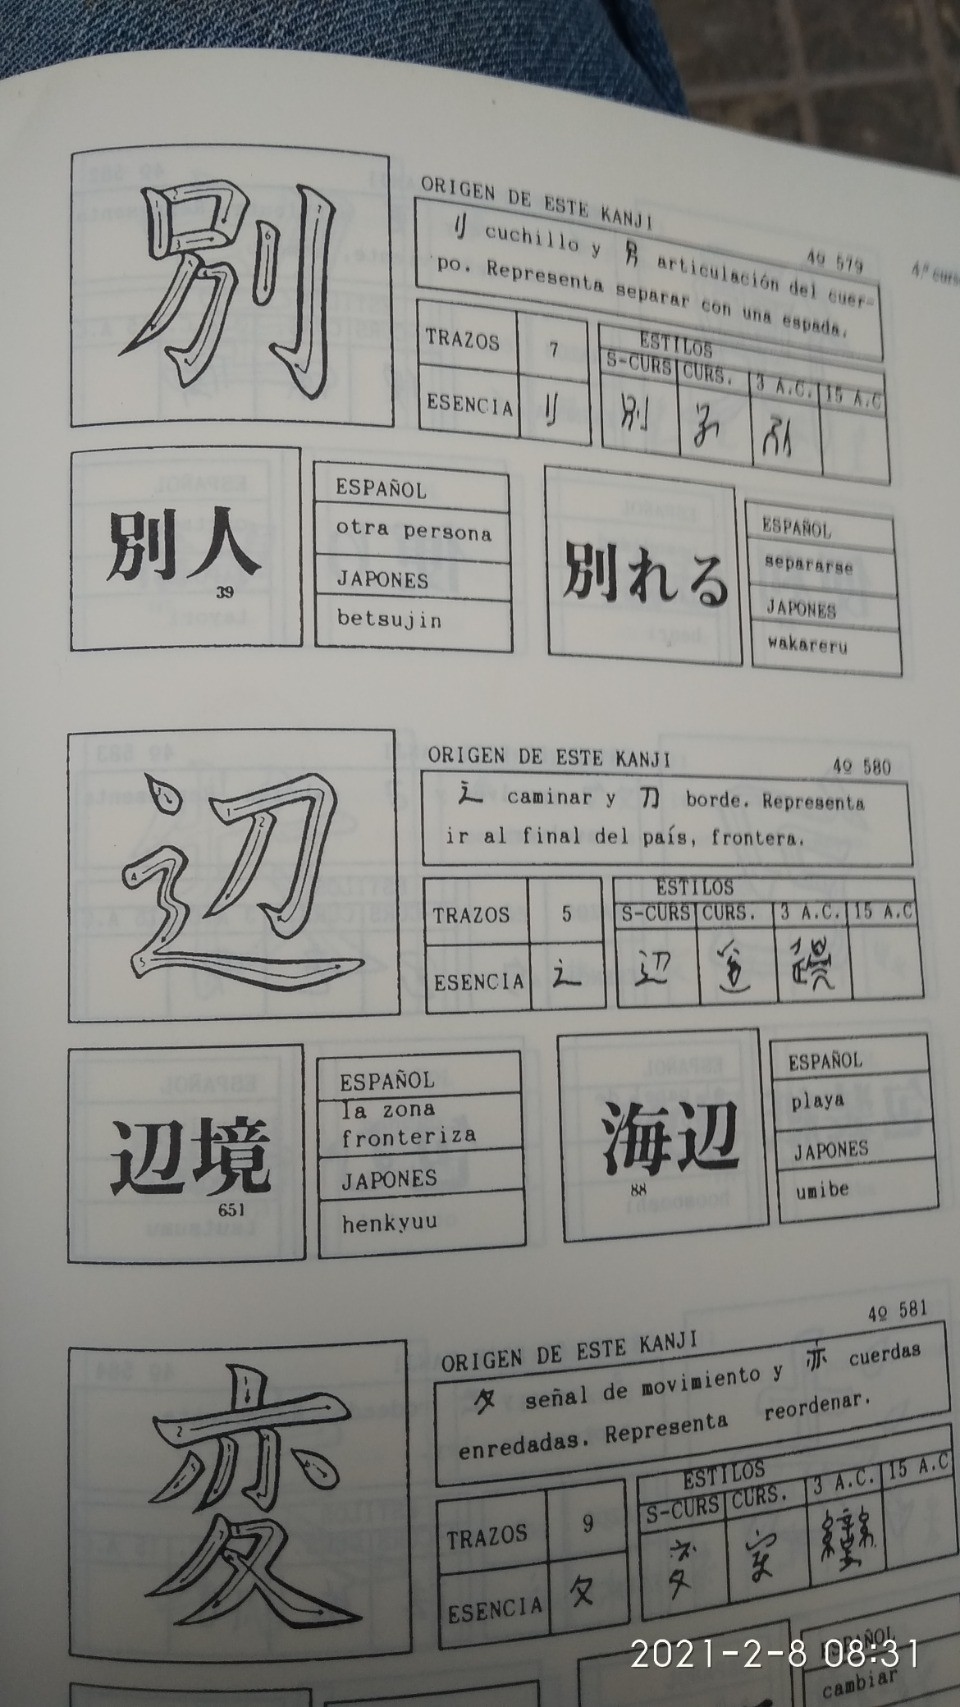 別
ORIGEN DE ESTE KANJI
4º 579
刂 cuchillo y 另 articulación del cuer-
po. Representa separar con una espada.
TRAZOS 7
ESENCIA 刂
ESTILOS
S-CURS CURS. 3 A.C. 15 A.C
別人
39
ESPAÑOL
otra persona
JAPONES
betsujin
別れる
ESPAÑOL
separarse
JAPONES
wakareru
辺
ORIGEN DE ESTE KANJI
4º 580
辶 caminar y 刀 borde. Representa
ir al final del país, frontera.
TRAZOS 5
ESENCIA 辶
ESTILOS
S-CURS CURS. 3 A.C. 15 A.C
辺境
651
ESPAÑOL
la zona
fronteriza
JAPONES
henkyuu
海辺
88
ESPAÑOL
playa
JAPONES
umibe
変
ORIGEN DE ESTE KANJI
4º 581
夂 señal de movimiento y 亦 cuerdas
enredadas. Representa reordenar.
TRAZOS 9
ESENCIA 夂
ESTILOS
S-CURS CURS. 3 A.C. 15 A.C
ESPAÑOL
cambiar
2021-2-8 08:31